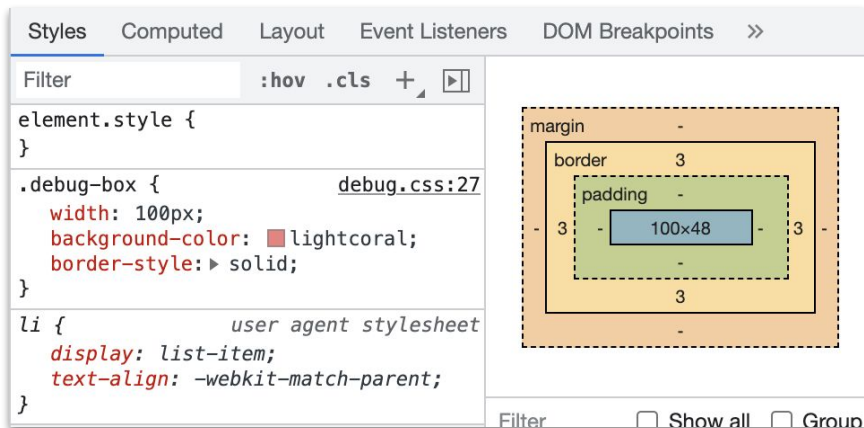 Styles Computed Layout Event Listeners DOM Breakpoints »
Filter :hov .cls +
element.style {
}
.debug-box { debug.css:27
width: 100px;
background-color: lightcoral;
border-style: solid;
}
li { user agent stylesheet
display: list-item;
text-align: -webkit-match-parent;
}
margin -
border 3
padding -
- 3 - 100×48 - 3 -
-
3
-
Filter Show all Group